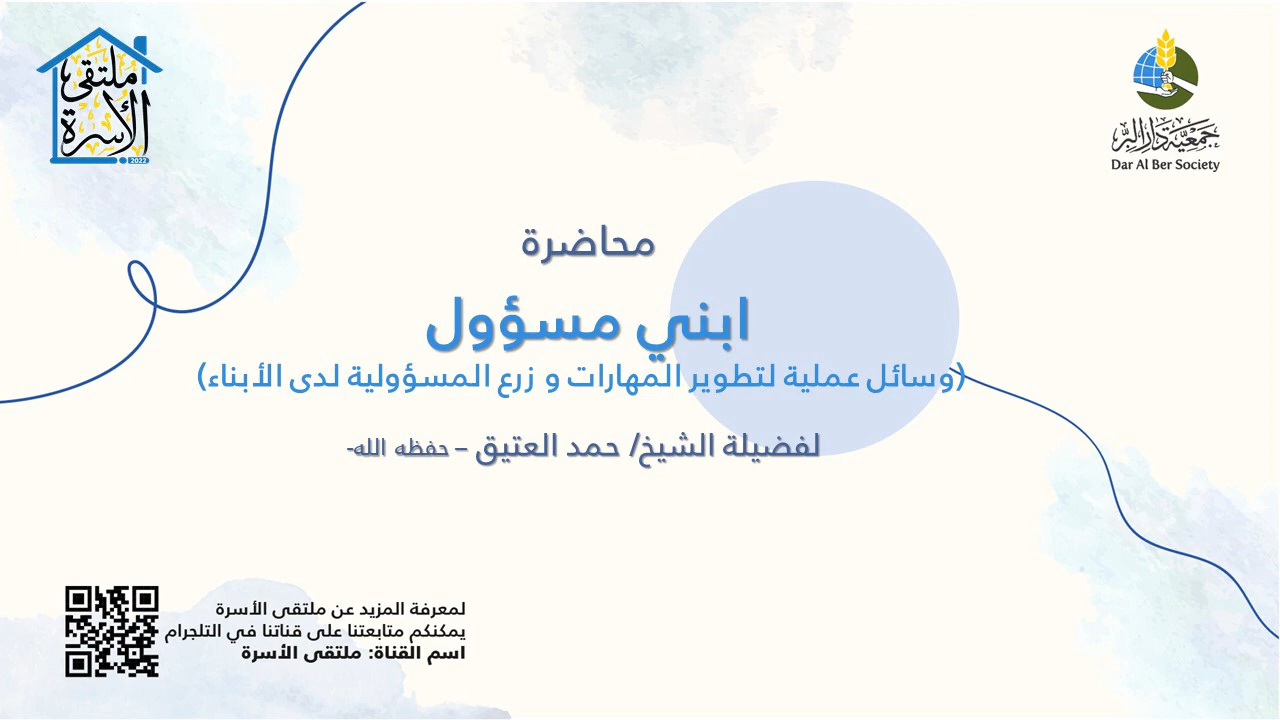 ملتقى
الأسرة
2022
جمعية دار البر
Dar Al Ber Society
محاضرة
ابني مسؤول
(وسائل عملية لتطوير المهارات و زرع المسؤولية لدى الأبناء)
لفضيلة الشيخ/ حمد العتيق – حفظه الله-
لمعرفة المزيد عن ملتقى الأسرة
يمكنكم متابعتنا على قناتنا في التلجرام
اسم القناة: ملتقى الأسرة